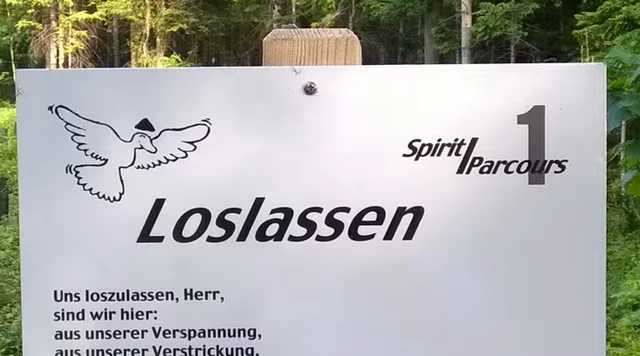 Spirit Parcours 1
Loslassen
Uns loszulassen, Herr,
sind wir hier:
aus unserer Verspannung,
aus unserer Verstrickung,